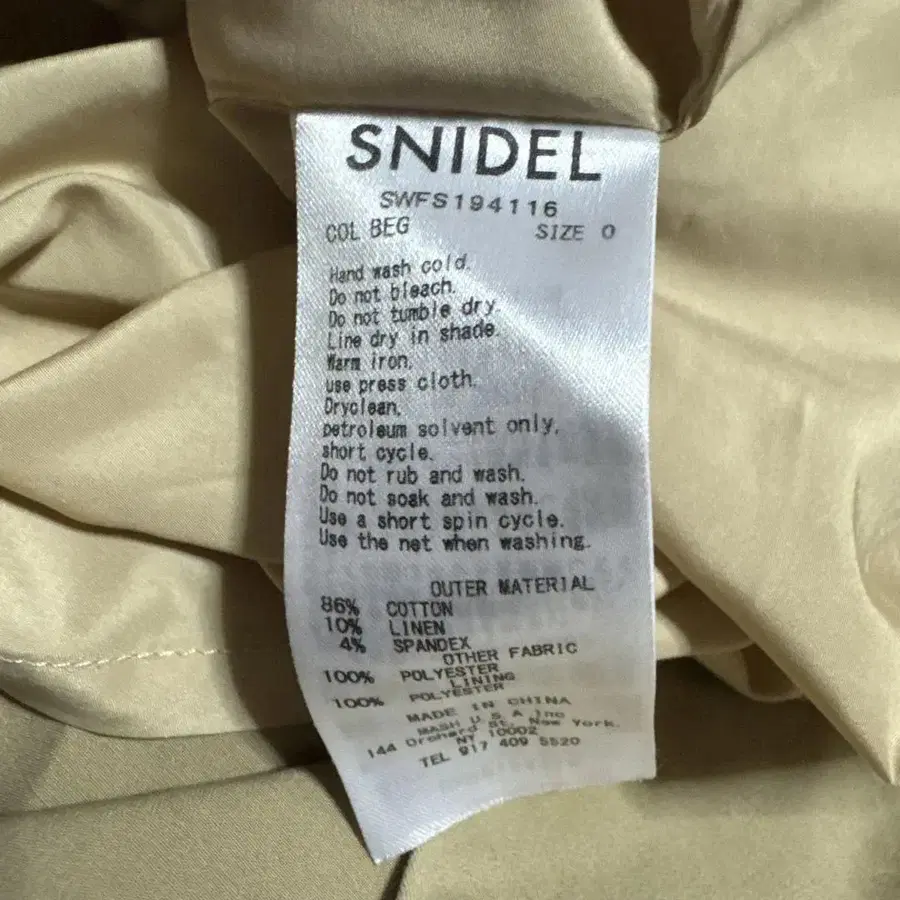 SNIDEL
SWFS194116
COL BEG SIZE 0
Hand wash cold.
Do not bleach.
Do not tumble dry.
Line dry in shade.
Warm iron.
use press cloth.
Dryclean.
petroleum solvent only,
short cycle.
Do not rub and wash.
Do not soak and wash.
Use a short spin cycle.
Use the net when washing.
OUTER MATERIAL
86% COTTON
10% LINEN
4% SPANDEX
OTHER FABRIC
100% POLYESTER
LINING
100% POLYESTER
MADE IN CHINA
MASH U S A Inc
144 Orchard St. New York.
NY 10002
TEL 917 409 5520